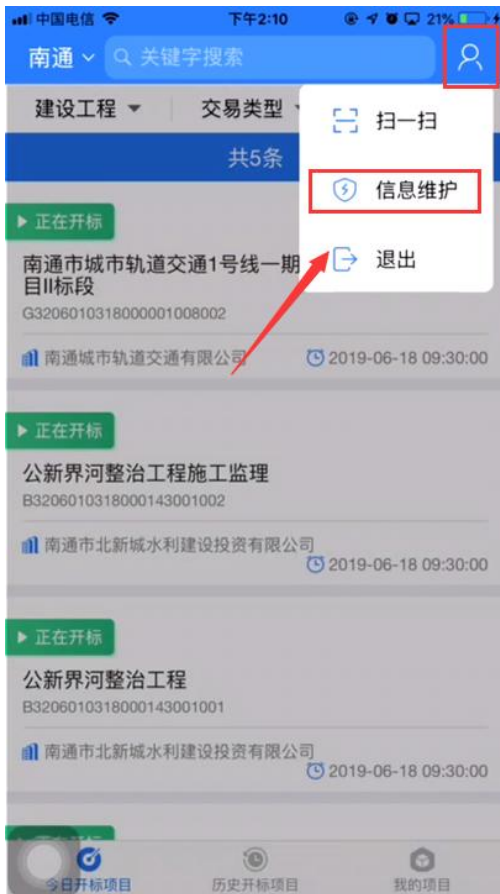 中国电信 下午2:10 21%
南通 关键字搜索
建设工程 交易类型
扫一扫
共5条
信息维护
正在开标
退出
南通市城市轨道交通1号线一期
目II标段
G3206010318000001008002
南通城市轨道交通有限公司 2019-06-18 09:30:00
正在开标
公新界河整治工程施工监理
B3206010318000143001002
南通市北新城水利建设投资有限公司
2019-06-18 09:30:00
正在开标
公新界河整治工程
B3206010318000143001001
南通市北新城水利建设投资有限公司
2019-06-18 09:30:00
今日开标项目 历史开标项目 我的项目